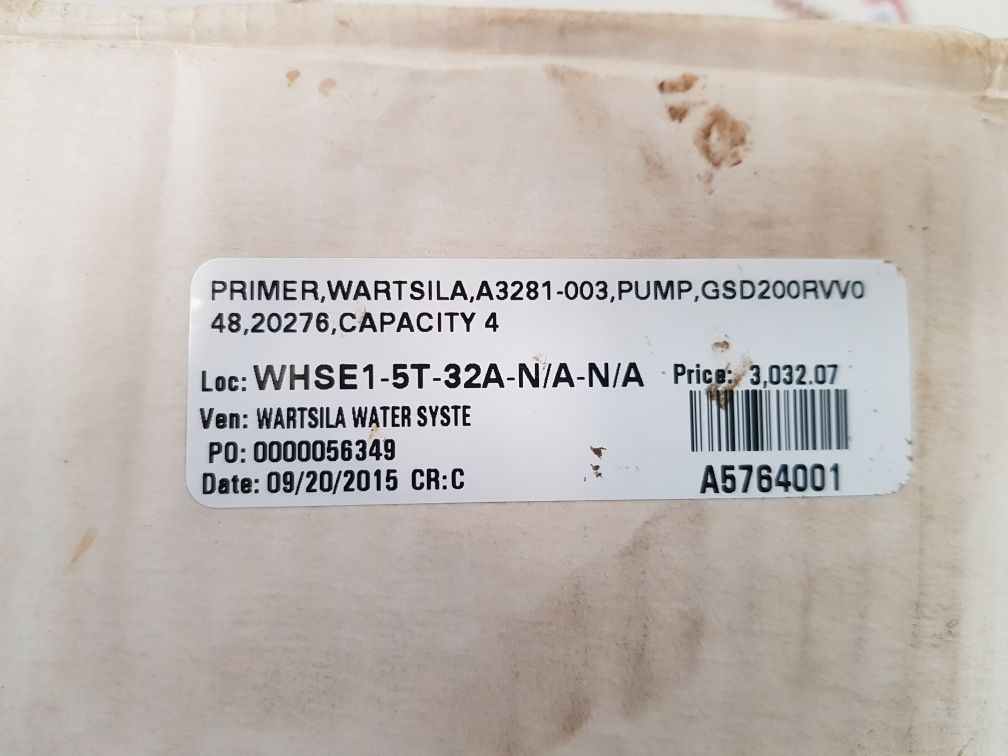 PRIMER,WARTSILA,A3281-003,PUMP,GSD200RVV0
48,20276,CAPACITY 4
Loc: WHSE1-5T-32A-N/A-N/A Price: 3,032.07
Ven: WARTSILA WATER SYSTE
PO: 0000056349
Date: 09/20/2015 CR:C A5764001